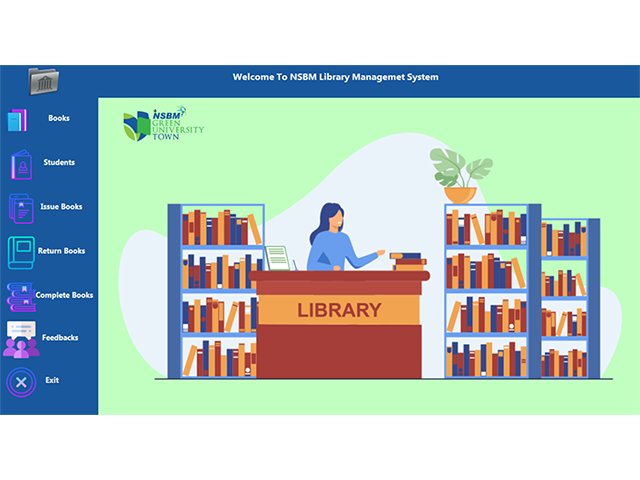 Welcome To NSBM Library Managemet System
NSBM
GREEN
UNIVERSITY
TOWN
Books
Students
Issue Books
Return Books
Complete Books
Feedbacks
Exit
LIBRARY